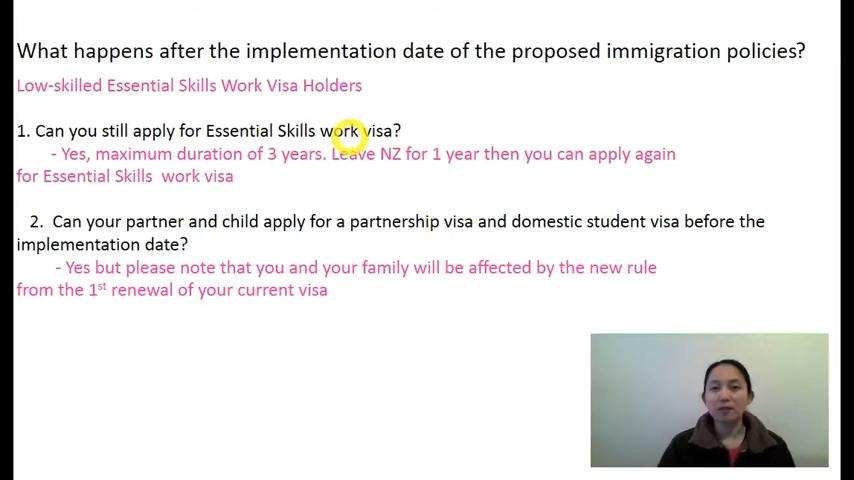 What happens after the implementation date of the proposed immigration policies?
Low-skilled Essential Skills Work Visa Holders
1. Can you still apply for Essential Skills work visa?
- Yes, maximum duration of 3 years. Leave NZ for 1 year then you can apply again
for Essential Skills work visa
2. Can your partner and child apply for a partnership visa and domestic student visa before the
implementation date?
- Yes but please note that you and your family will be affected by the new rule
from the 1st renewal of your current visa